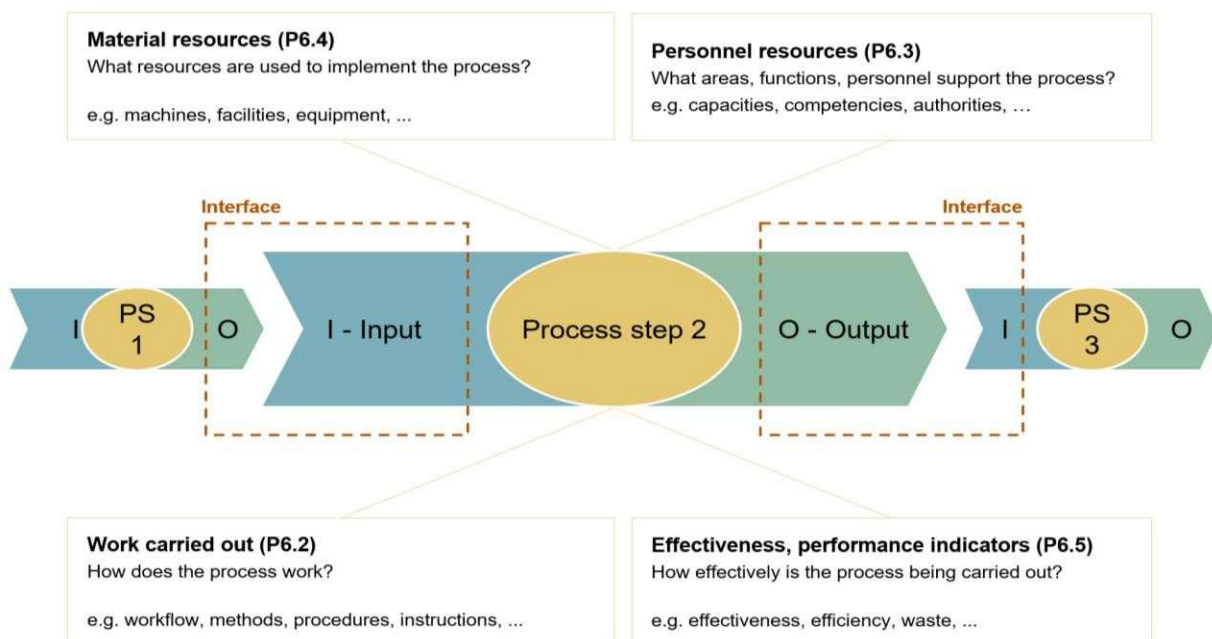 Material resources (P6.4)
What resources are used to implement the process?
e.g. machines, facilities, equipment, ...
Personnel resources (P6.3)
What areas, functions, personnel support the process?
e.g. capacities, competencies, authorities, …
Interface
Interface
I
PS
1
O
I - Input
Process step 2
O - Output
I
PS
3
O
Work carried out (P6.2)
How does the process work?
e.g. workflow, methods, procedures, instructions, ...
Effectiveness, performance indicators (P6.5)
How effectively is the process being carried out?
e.g. effectiveness, efficiency, waste, ...